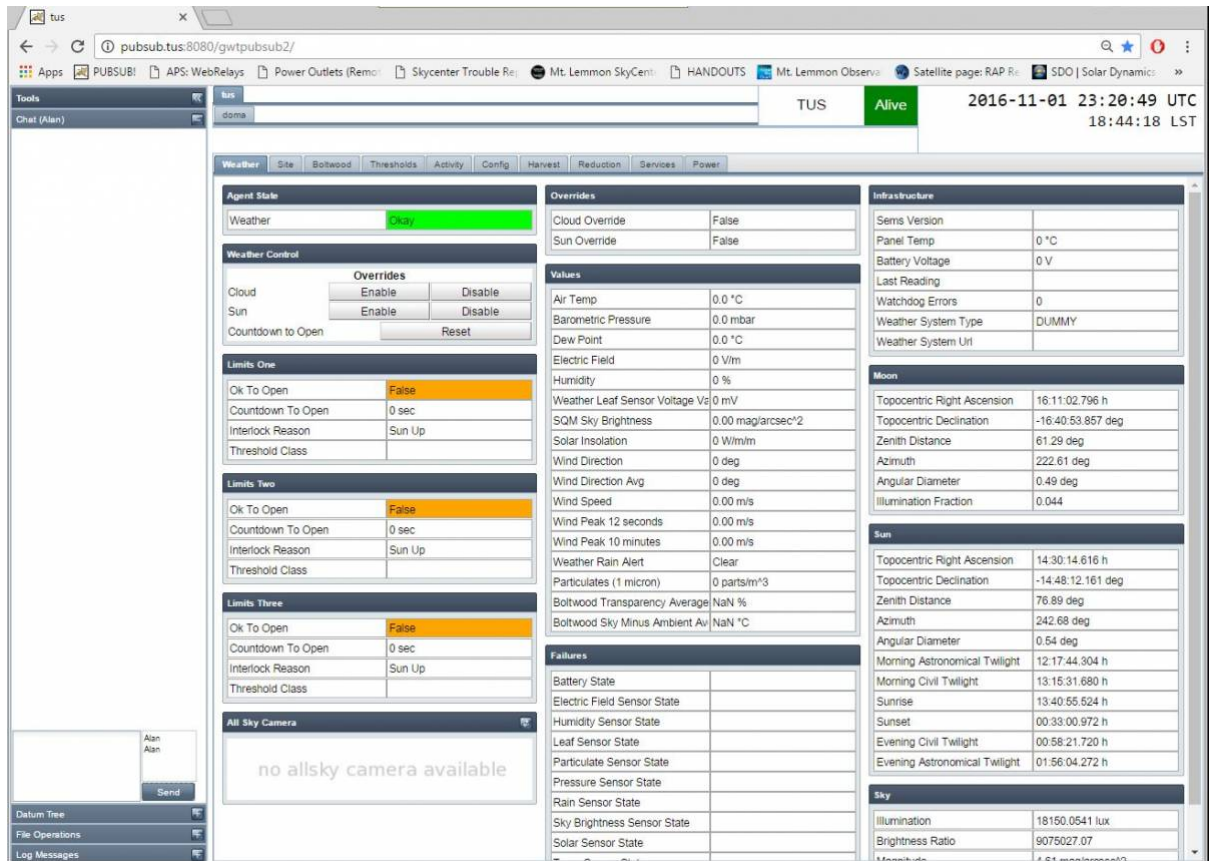 tus
pubsub.tus:8080/gwtpubsub2/
Apps PUBSUB! APS: WebRelays Power Outlets (Remo Skycenter Trouble Re Mt. Lemmon SkyCent HANDOUTS Mt. Lemmon Observa Satellite page: RAP R SDO | Solar Dynamics »
Tools
Chat (Alan)
tus
doma
TUS
Alive
2016-11-01 23:20:49 UTC
18:44:18 LST
Weather Site Boltwood Thresholds Activity Config Harvest Reduction Services Power
Agent State
Weather Okay
Weather Control
Overrides
Cloud Enable Disable
Sun Enable Disable
Countdown to Open Reset
Limits One
Ok To Open False
Countdown To Open 0 sec
Interlock Reason Sun Up
Threshold Class
Limits Two
Ok To Open False
Countdown To Open 0 sec
Interlock Reason Sun Up
Threshold Class
Limits Three
Ok To Open False
Countdown To Open 0 sec
Interlock Reason Sun Up
Threshold Class
All Sky Camera
no allsky camera available
Overrides
Cloud Override False
Sun Override False
Values
Air Temp 0.0 °C
Barometric Pressure 0.0 mbar
Dew Point 0.0 °C
Electric Field 0 V/m
Humidity 0 %
Weather Leaf Sensor Voltage Va 0 mV
SQM Sky Brightness 0.00 mag/arcsec^2
Solar Insolation 0 W/m/m
Wind Direction 0 deg
Wind Direction Avg 0 deg
Wind Speed 0.00 m/s
Wind Peak 12 seconds 0.00 m/s
Wind Peak 10 minutes 0.00 m/s
Weather Rain Alert Clear
Particulates (1 micron) 0 parts/m^3
Boltwood Transparency Average NaN %
Boltwood Sky Minus Ambient Av NaN °C
Failures
Battery State
Electric Field Sensor State
Humidity Sensor State
Leaf Sensor State
Particulate Sensor State
Pressure Sensor State
Rain Sensor State
Sky Brightness Sensor State
Solar Sensor State
Infrastructure
Sems Version
Panel Temp 0 °C
Battery Voltage 0 V
Last Reading
Watchdog Errors 0
Weather System Type DUMMY
Weather System Url
Moon
Topocentric Right Ascension 16:11:02.796 h
Topocentric Declination -16:40:53.857 deg
Zenith Distance 61.29 deg
Azimuth 222.61 deg
Angular Diameter 0.49 deg
Illumination Fraction 0.044
Sun
Topocentric Right Ascension 14:30:14.616 h
Topocentric Declination -14:48:12.161 deg
Zenith Distance 76.89 deg
Azimuth 242.68 deg
Angular Diameter 0.54 deg
Morning Astronomical Twilight 12:17:44.304 h
Morning Civil Twilight 13:15:31.680 h
Sunrise 13:40:55.524 h
Sunset 00:33:00.972 h
Evening Civil Twilight 00:58:21.720 h
Evening Astronomical Twilight 01:56:04.272 h
Sky
Illumination 18150.0541 lux
Brightness Ratio 9075027.07
Magnitude 4.61 mag/arcsec^2
Alan
Alan
Send
Datum Tree
File Operations
Log Messages